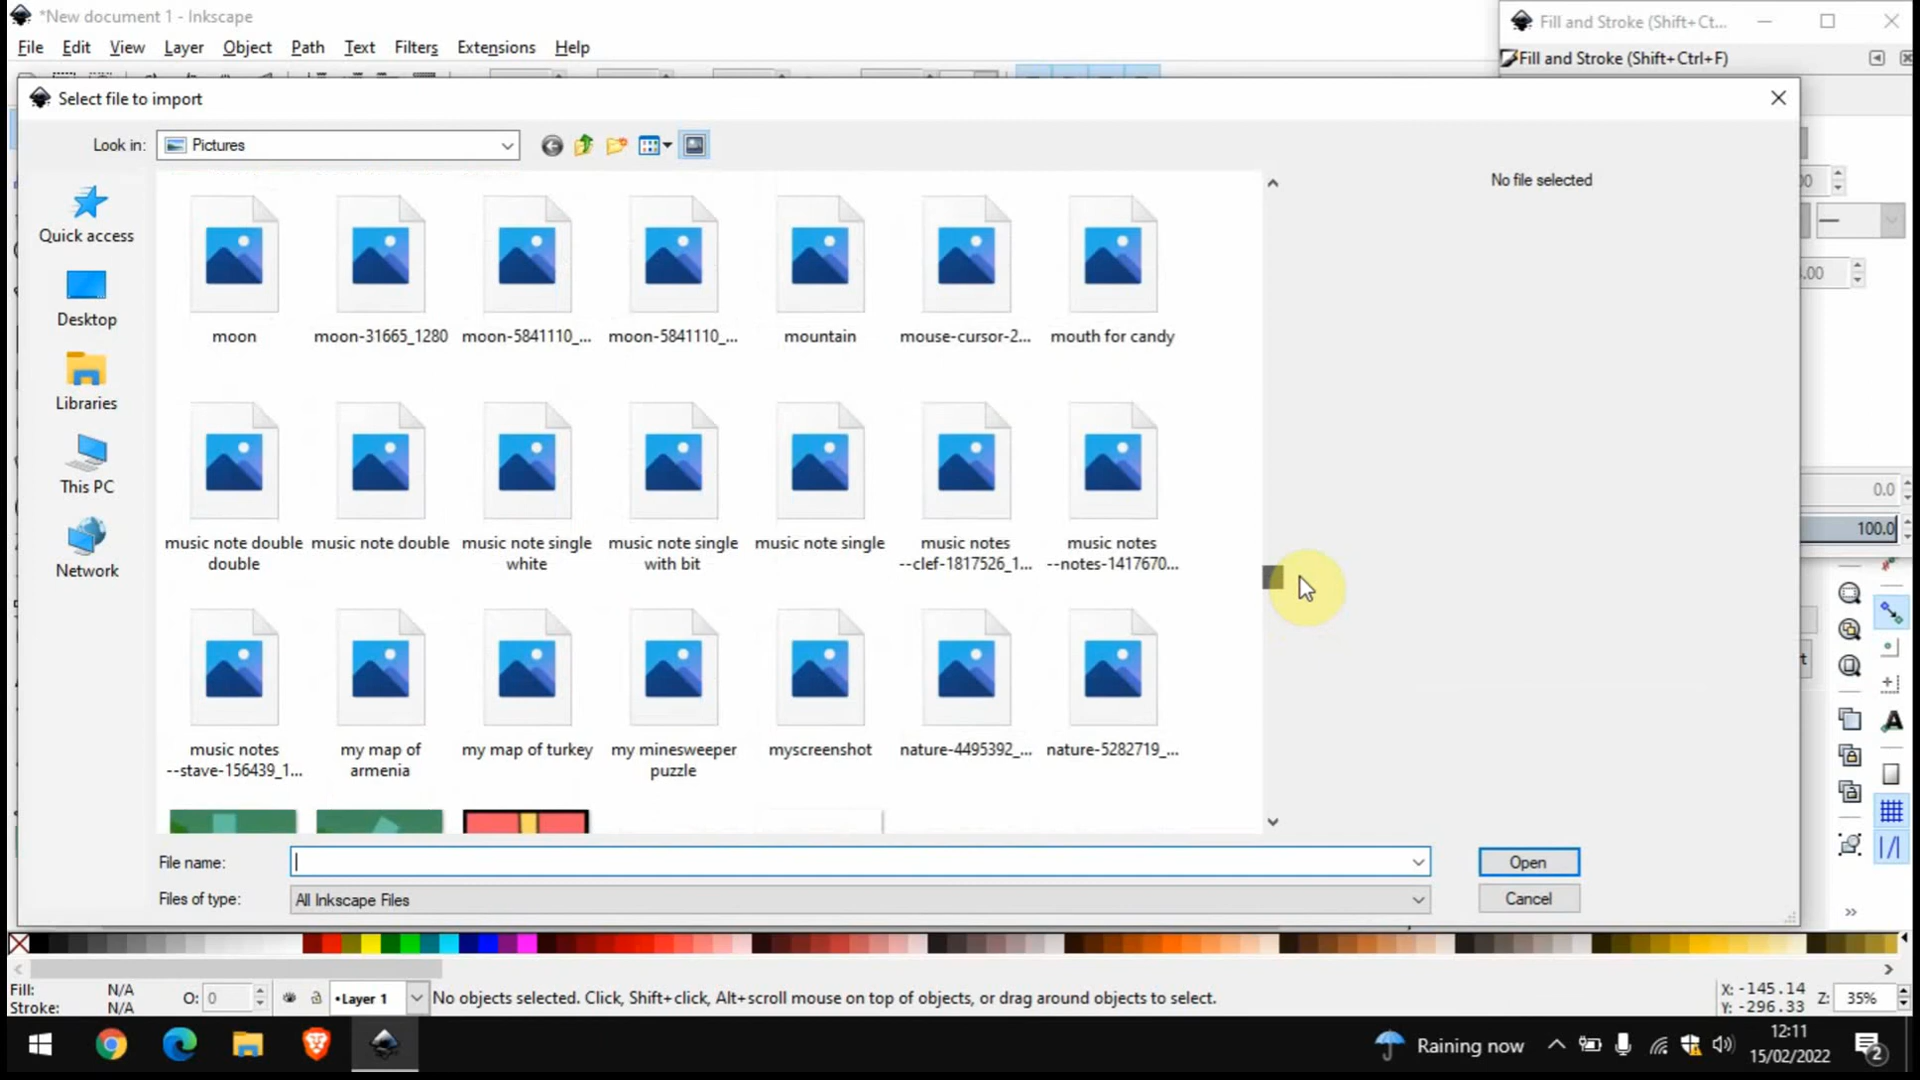 *New document 1 - Inkscape
Fill and Stroke (Shift+Ct...
File Edit View Layer Object Path Text Filters Extensions Help
Fill and Stroke (Shift+Ctrl+F)
Select file to import
Look in: Pictures
No file selected
Quick access
Desktop
Libraries
This PC
Network
moon
moon-31665_1280
moon-5841110_...
moon-5841110_...
mountain
mouse-cursor-2...
mouth for candy
music note double
double
music note double
music note single
white
music note single
with bit
music note single
music notes
--clef-1817526_1...
music notes
--notes-1417670...
music notes
--stave-156439_1...
my map of
armenia
my map of turkey
my minesweeper
puzzle
myscreenshot
nature-4495392_...
nature-5282719_...
0.0
100.0
File name:
Open
Files of type: All Inkscape Files
Cancel
Fill: N/A
Stroke: N/A
O: 0
•Layer 1
No objects selected. Click, Shift+click, Alt+scroll mouse on top of objects, or drag around objects to select.
X: -145.14
Y: -296.33
Z: 35%
Raining now
12:11
15/02/2022
2